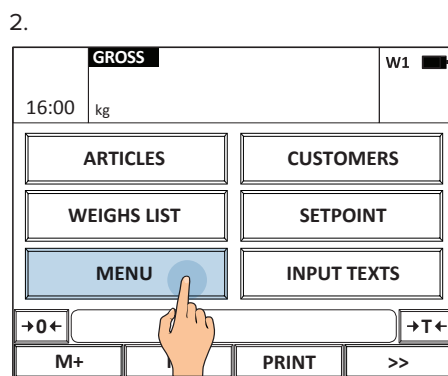 2.
GROSS
W1
16:00 kg
ARTICLES CUSTOMERS
WEIGHS LIST SETPOINT
MENU INPUT TEXTS
→0← →T←
M+ PRINT >>